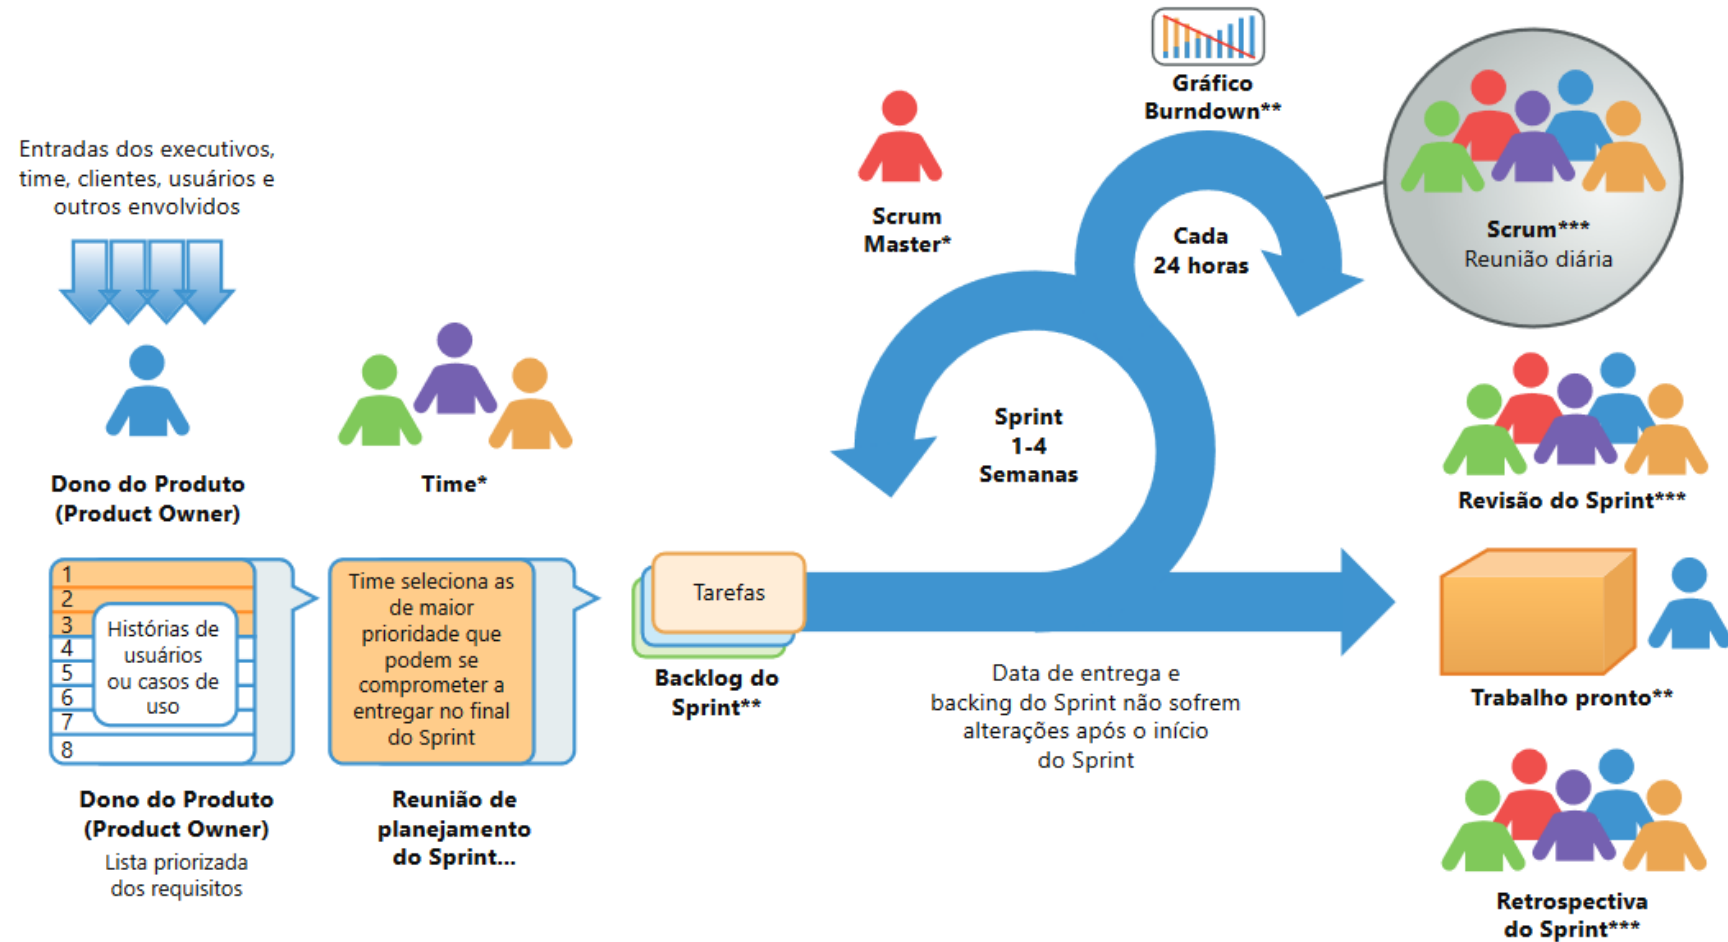 Entradas dos executivos,
time, clientes, usuários e
outros envolvidos
Dono do Produto
(Product Owner)
Time*
Scrum
Master*
Gráfico
Burndown**
Cada
24 horas
Scrum***
Reunião diária
Sprint
1-4
Semanas
Revisão do Sprint***
1
2
3
4
5
6
7
8
Histórias de
usuários
ou casos de
uso
Dono do Produto
(Product Owner)
Lista priorizada
dos requisitos
Time seleciona as
de maior
prioridade que
podem se
comprometer a
entregar no final
do Sprint
Reunião de
planejamento
do Sprint...
Tarefas
Backlog do
Sprint**
Data de entrega e
backing do Sprint não sofrem
alterações após o início
do Sprint
Trabalho pronto**
Retrospectiva
do Sprint***